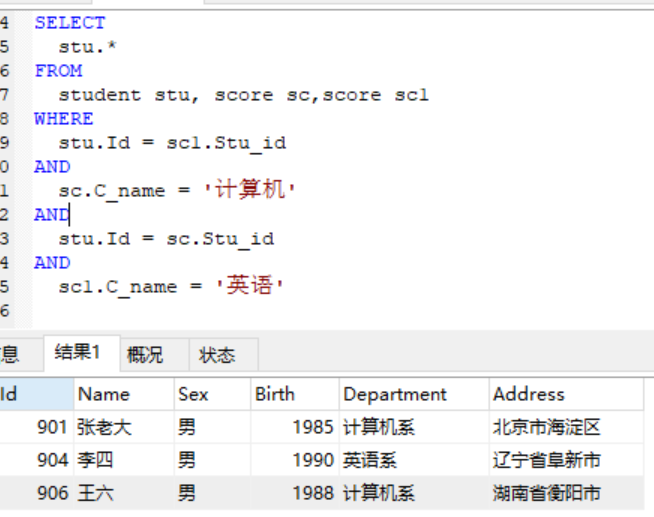 4 SELECT
5 stu.*
6 FROM
7 student stu, score sc,score sc1
8 WHERE
9 stu.Id = sc1.Stu_id
0 AND
1 sc.C_name = '计算机'
2 AND
3 stu.Id = sc.Stu_id
4 AND
5 sc1.C_name = '英语'
6
息 结果1 概况 状态
Id Name Sex Birth Department Address
901 张老大 男 1985 计算机系 北京市海淀区
904 李四 男 1990 英语系 辽宁省阜新市
906 王六 男 1988 计算机系 湖南省衡阳市